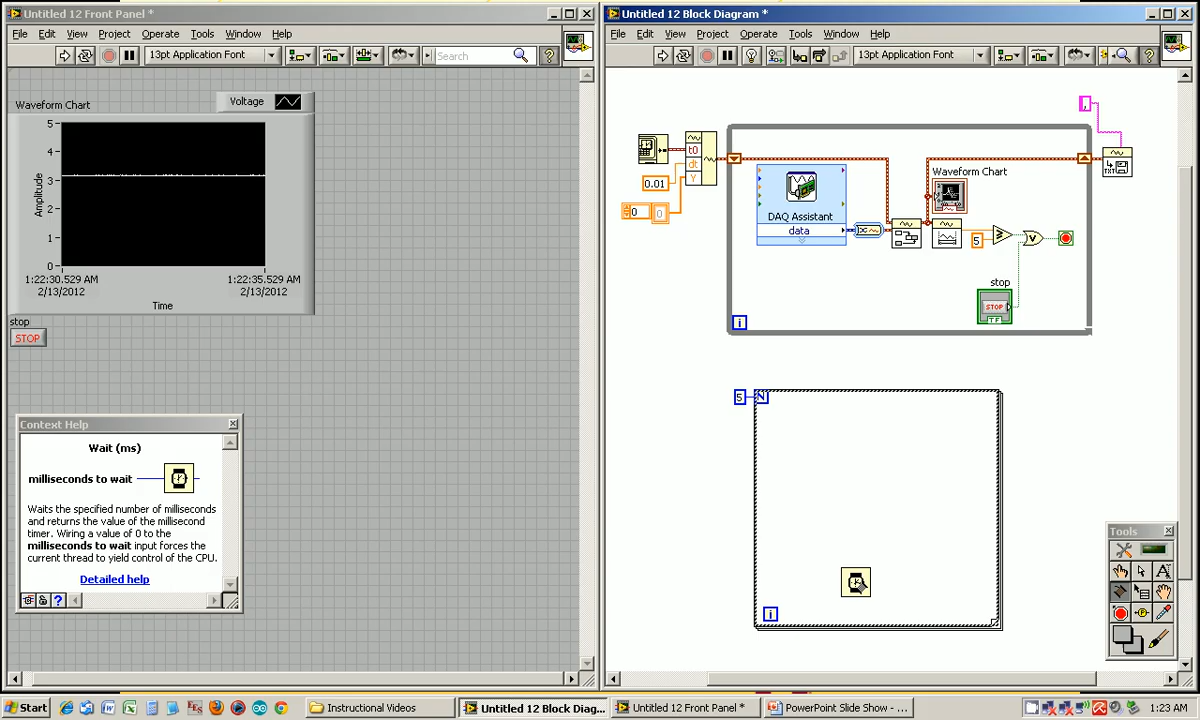 Untitled 12 Front Panel *
File Edit View Project Operate Tools Window Help
13pt Application Font
Search
?
Waveform Chart
Voltage
5
4
3
2
1
0
Amplitude
1:22:30.529 AM
2/13/2012
1:22:35.529 AM
2/13/2012
Time
stop
STOP
Context Help
Wait (ms)
milliseconds to wait
Waits the specified number of milliseconds
and returns the value of the millisecond
timer. Wiring a value of 0 to the
milliseconds to wait input forces the
current thread to yield control of the CPU.
Detailed help
?
Untitled 12 Block Diagram *
File Edit View Project Operate Tools Window Help
13pt Application Font
?
t0
dt
Y
0.01
0
0
DAQ Assistant
data
Waveform Chart
TXT
5
V
stop
STOP
TF
i
5
N
i
Tools
A
P
Start
Instructional Videos
Untitled 12 Block Diag...
Untitled 12 Front Panel *
PowerPoint Slide Show - ...
1:23 AM